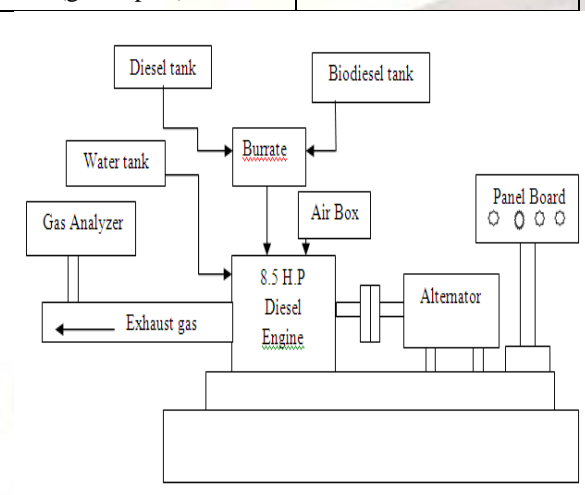 Diesel tank
Biodiesel tank
Burrate
Water tank
Panel Board
Air Box
Gas Analyzer
8.5 H.P
Diesel
Engine
Alternator
Exhaust gas